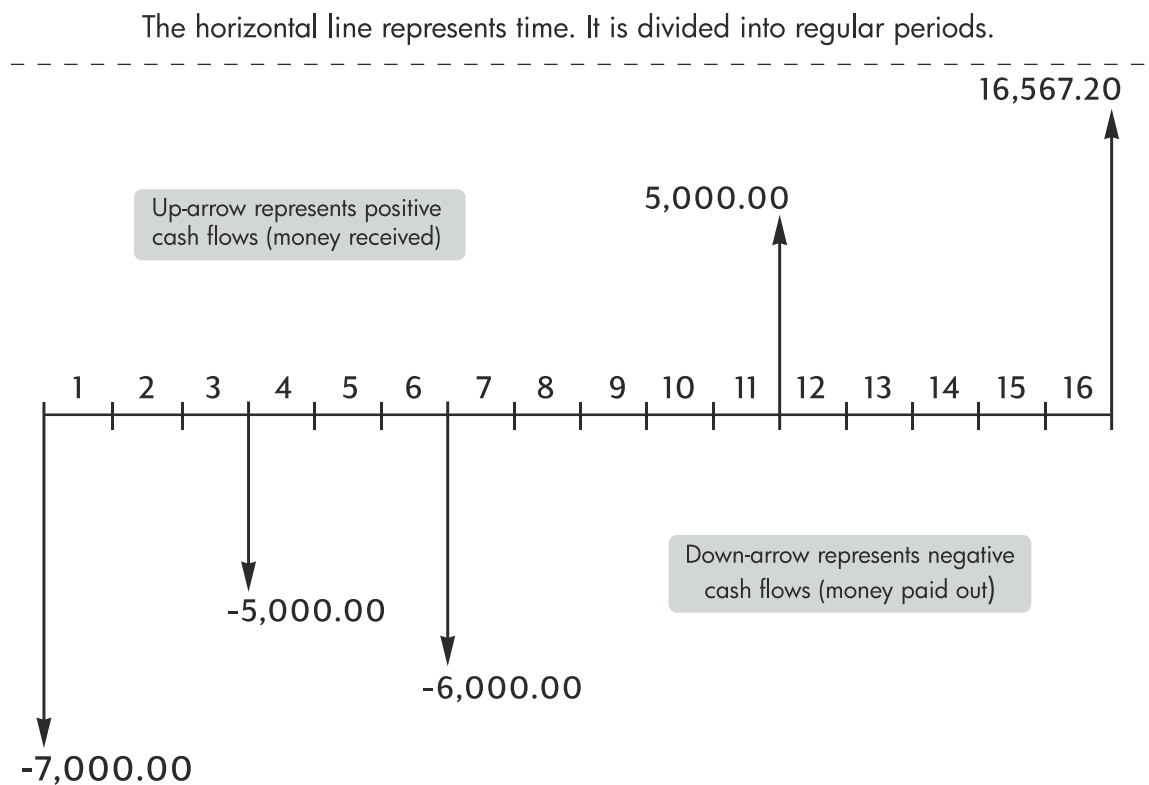 The horizontal line represents time. It is divided into regular periods.
16,567.20
5,000.00
Up-arrow represents positive
cash flows (money received)
1 2 3 4 5 6 7 8 9 10 11 12 13 14 15 16
Down-arrow represents negative
cash flows (money paid out)
-5,000.00
-6,000.00
-7,000.00